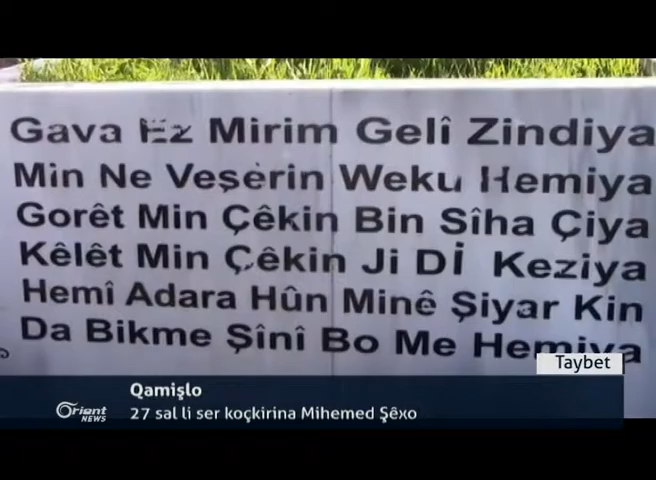 Gava Ez Mirim Gelî Zindiya
Min Ne Veşerin Weku Hemiya
Gorêt Min Çêkin Bin Sîha Çiya
Kêlêt Min Çêkin Ji Dİ Keziya
Hemî Adara Hûn Minê Şiyar Kin
Da Bikme Şînî Bo Me Hemiya
Taybet
Qamişlo
Orient NEWS
27 sal li ser koçkirina Mihemed Şêxo